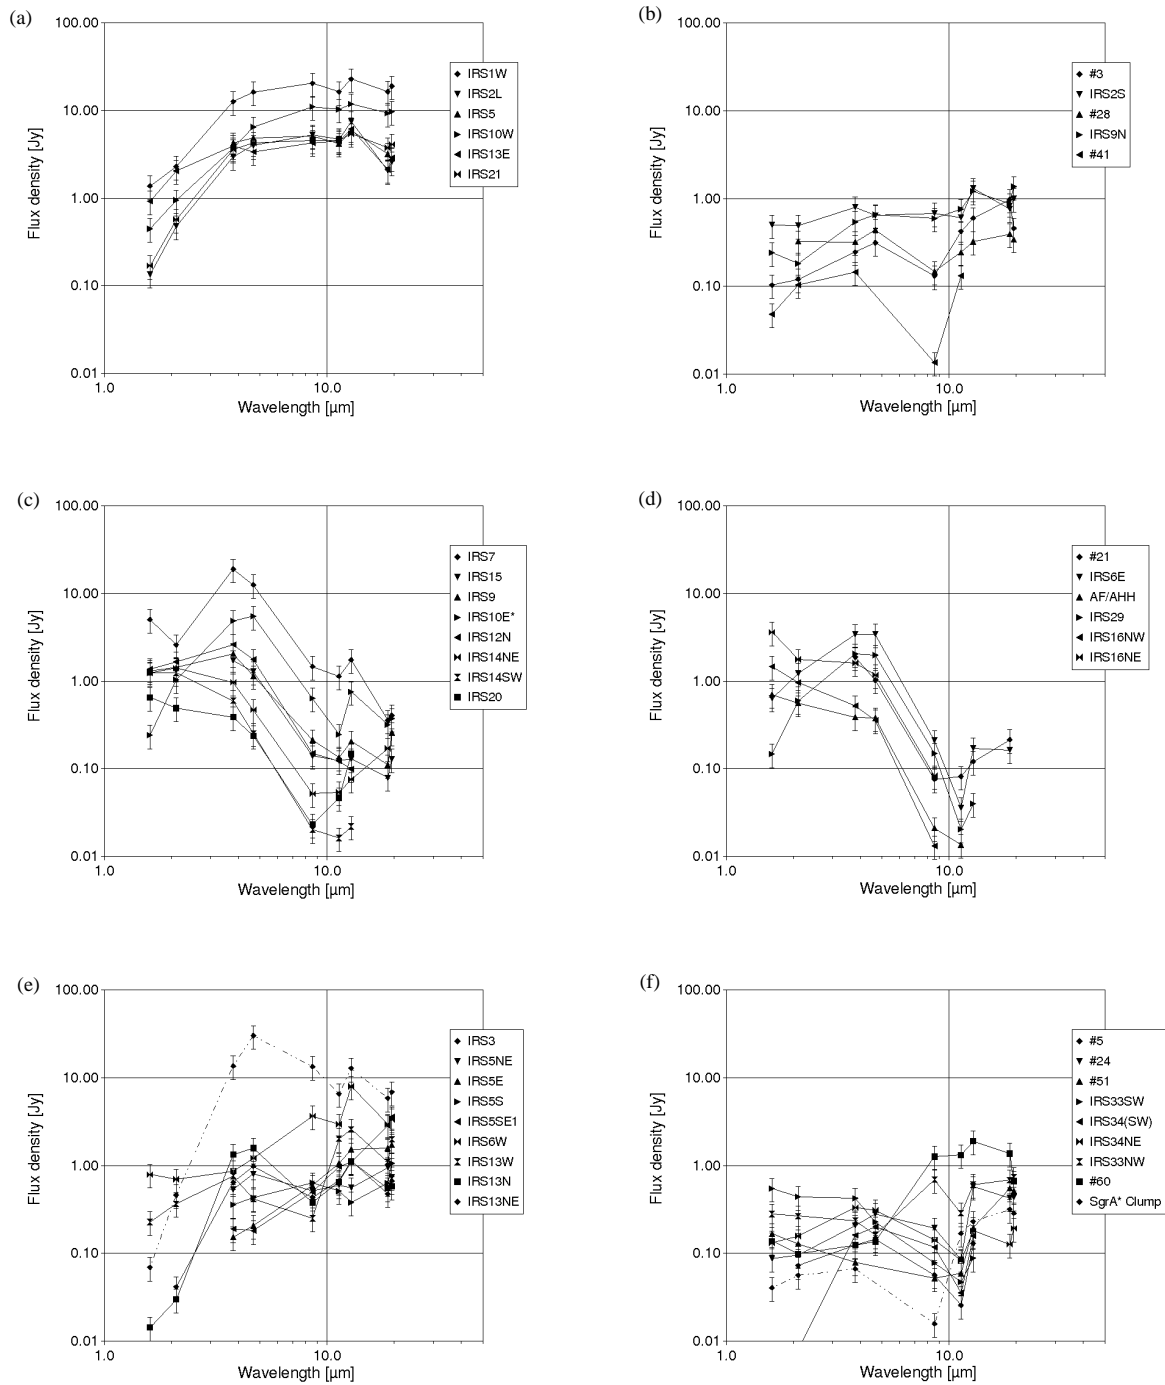 (a)
100.00
10.00
1.00
0.10
0.01
1.0
10.0
Flux density [Jy]
Wavelength [µm]
IRS1W
IRS2L
IRS5
IRS10W
IRS13E
IRS21
(b)
100.00
10.00
1.00
0.10
0.01
1.0
10.0
Flux density [Jy]
Wavelength [µm]
#3
IRS2S
#28
IRS9N
#41
(c)
100.00
10.00
1.00
0.10
0.01
1.0
10.0
Flux density [Jy]
Wavelength [µm]
IRS7
IRS15
IRS9
IRS10E*
IRS12N
IRS14NE
IRS14SW
IRS20
(d)
100.00
10.00
1.00
0.10
0.01
1.0
10.0
Flux density [Jy]
Wavelength [µm]
#21
IRS6E
AF/AHH
IRS29
IRS16NW
IRS16NE
(e)
100.00
10.00
1.00
0.10
0.01
1.0
10.0
Flux density [Jy]
Wavelength [µm]
IRS3
IRS5NE
IRS5E
IRS5S
IRS5SE1
IRS6W
IRS13W
IRS13N
IRS13NE
(f)
100.00
10.00
1.00
0.10
0.01
1.0
10.0
Flux density [Jy]
Wavelength [µm]
#5
#24
#51
IRS33SW
IRS34(SW)
IRS34NE
IRS33NW
#60
SgrA* Clump